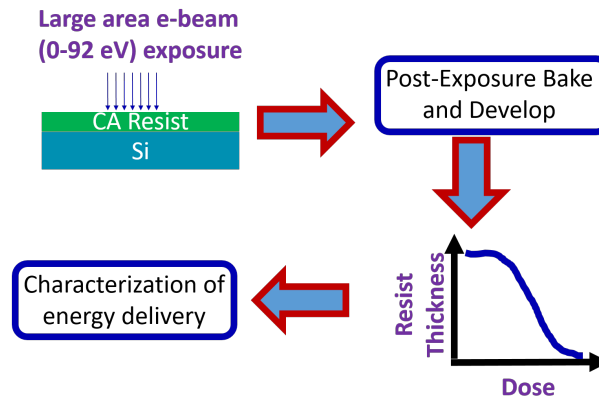 Large area e-beam
(0-92 eV) exposure
CA Resist
Si
Post-Exposure Bake
and Develop
Resist
Thickness
Dose
Characterization of
energy delivery